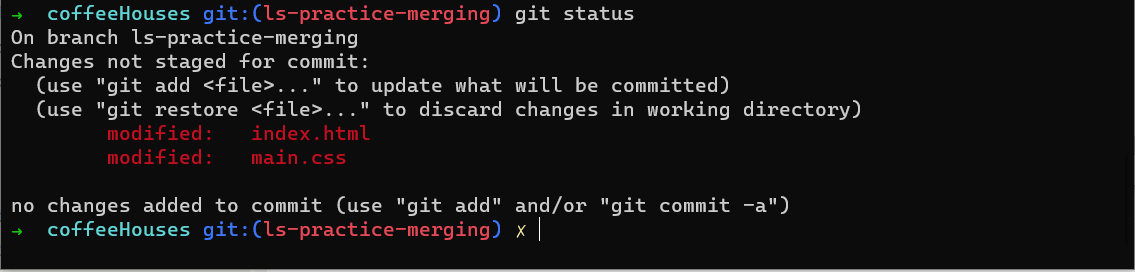 →  coffeeHouses git:(ls-practice-merging) git status
On branch ls-practice-merging
Changes not staged for commit:
  (use "git add <file>..." to update what will be committed)
  (use "git restore <file>..." to discard changes in working directory)
        modified:   index.html
        modified:   main.css

no changes added to commit (use "git add" and/or "git commit -a")
→  coffeeHouses git:(ls-practice-merging) ✗